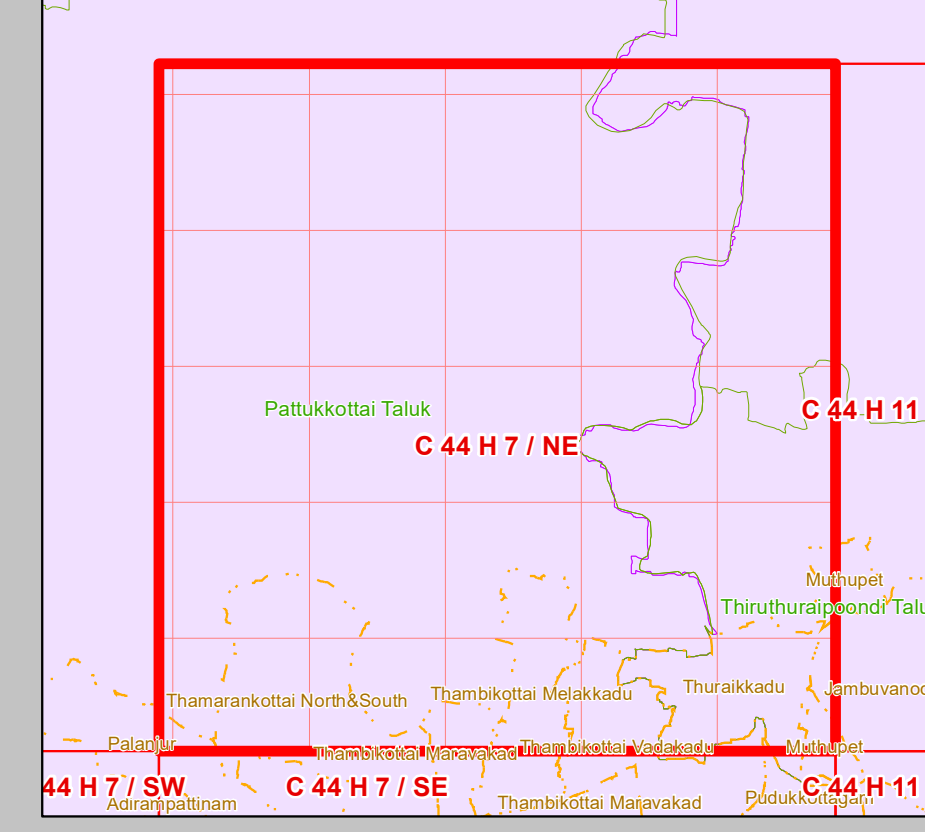 Pattukkottai Taluk
C 44 H 11
C 44 H 7 / NE
Muthupet
Thiruthuraipoondi Talu
Thuraikkadu
Jambuvanod
Thambikottai Melakkadu
Thamarankottai North&South
Palanjur
Thambikottai Maravakad
Thambikottai Vadakadu
Muthupet
44 H 7 / SW
C 44 H 7 / SE
C 44 H 11
Adirampattinam
Thambikottai Maravakad
Pudukkottagam